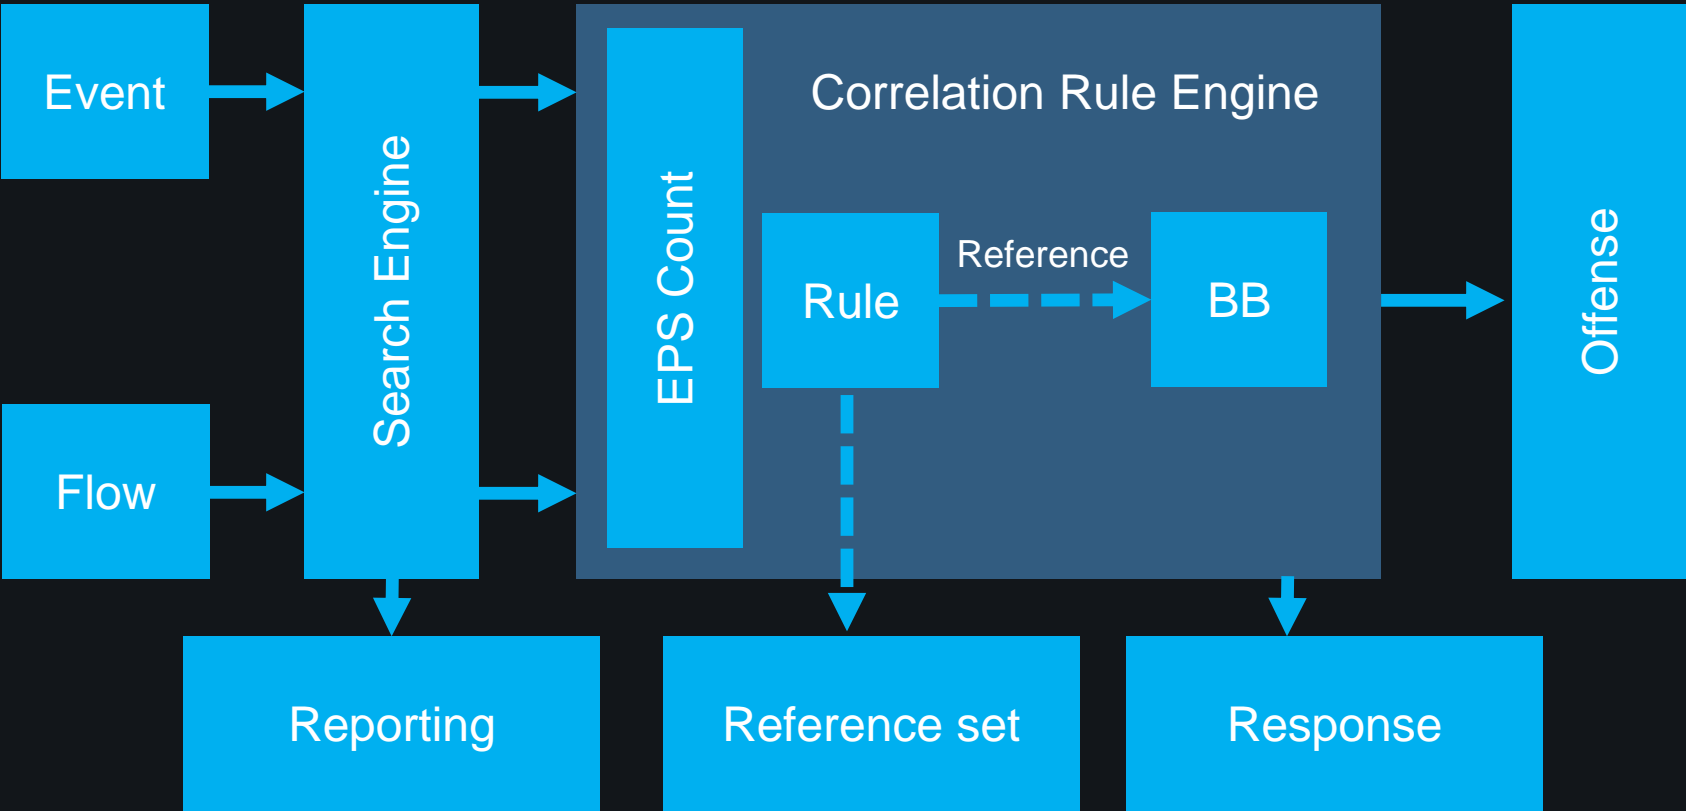 Event
Flow
Search Engine
Correlation Rule Engine
EPS Count
Rule
Reference
BB
Offense
Reporting
Reference set
Response